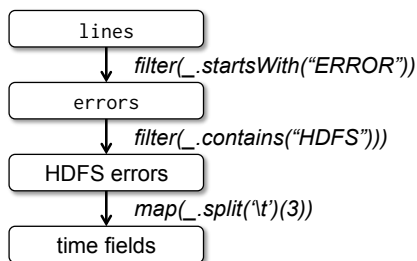 lines
filter(_.startsWith(“ERROR”))
errors
filter(_.contains(“HDFS”)))
HDFS errors
map(_.split(‘\t’)(3))
time fields